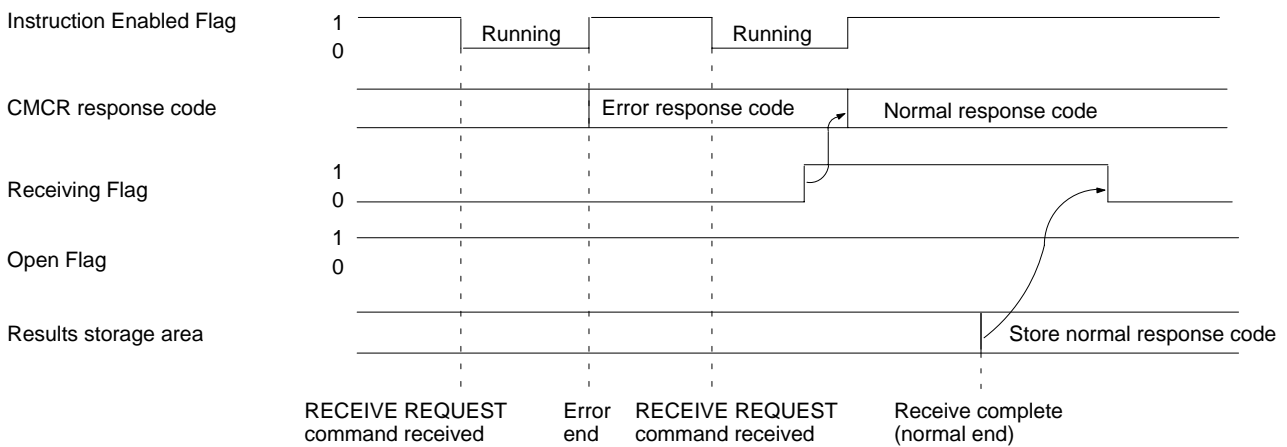 Instruction Enabled Flag
1
0
Running
Running
CMCR response code
Error response code
Normal response code
Receiving Flag
1
0
Open Flag
1
0
Results storage area
Store normal response code
RECEIVE REQUEST
command received
Error
end
RECEIVE REQUEST
command received
Receive complete
(normal end)